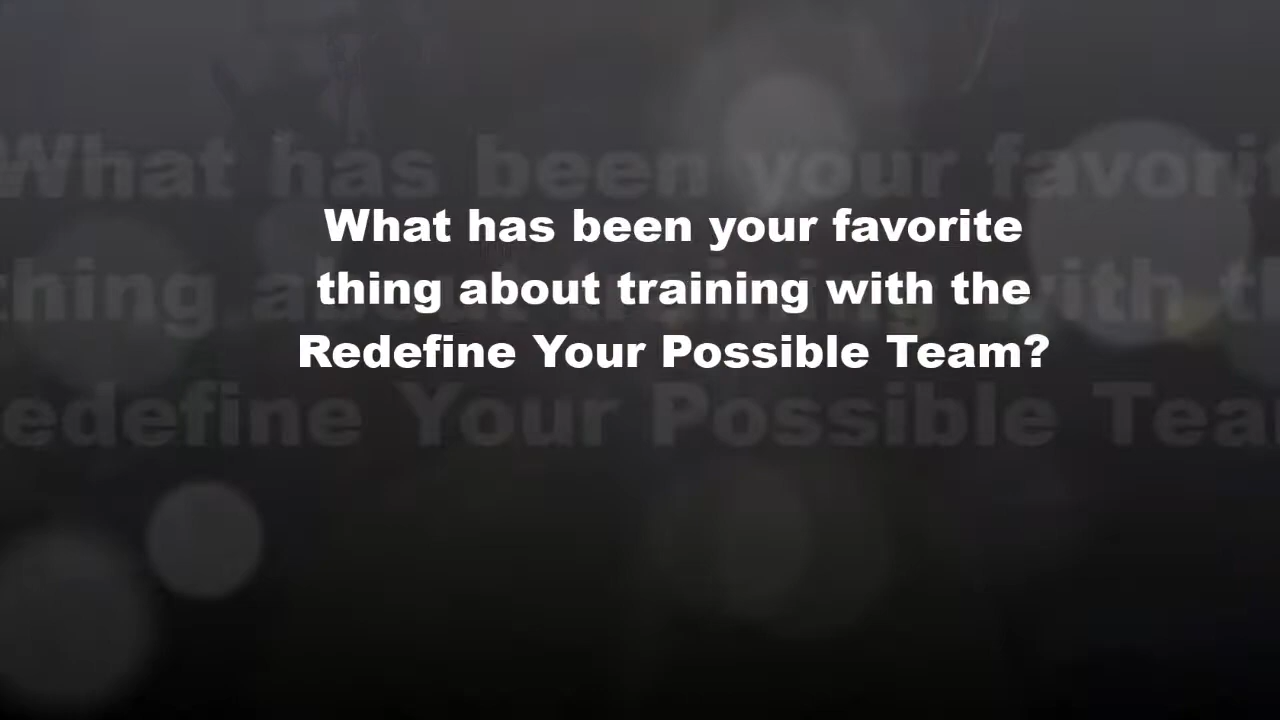 What has been your favorite
thing about training with the
Redefine Your Possible Team?